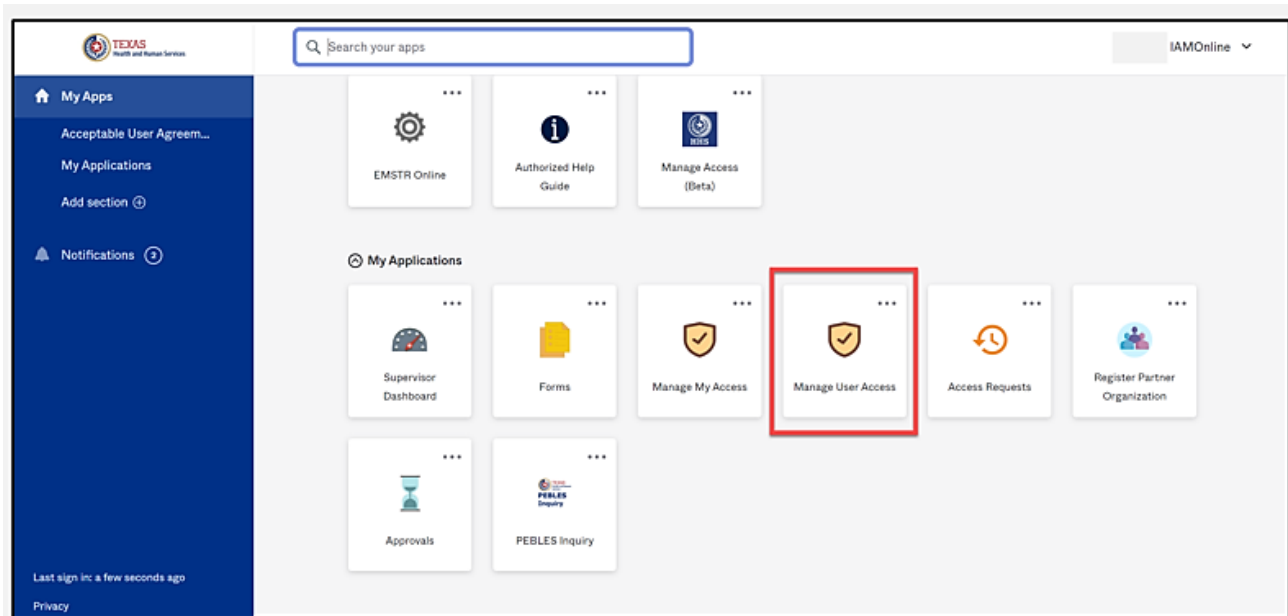 TEXAS
Health and Human Services
Search your apps
IAMOnline
My Apps
Acceptable User Agreem...
My Applications
Add section
Notifications 2
EMSTR Online
Authorized Help
Guide
HHS
Manage Access
(Beta)
My Applications
Supervisor
Dashboard
Forms
Manage My Access
Manage User Access
Access Requests
Register Partner
Organization
Approvals
TEXAS
PEBLES
Inquiry
PEBLES Inquiry
Last sign in: a few seconds ago
Privacy